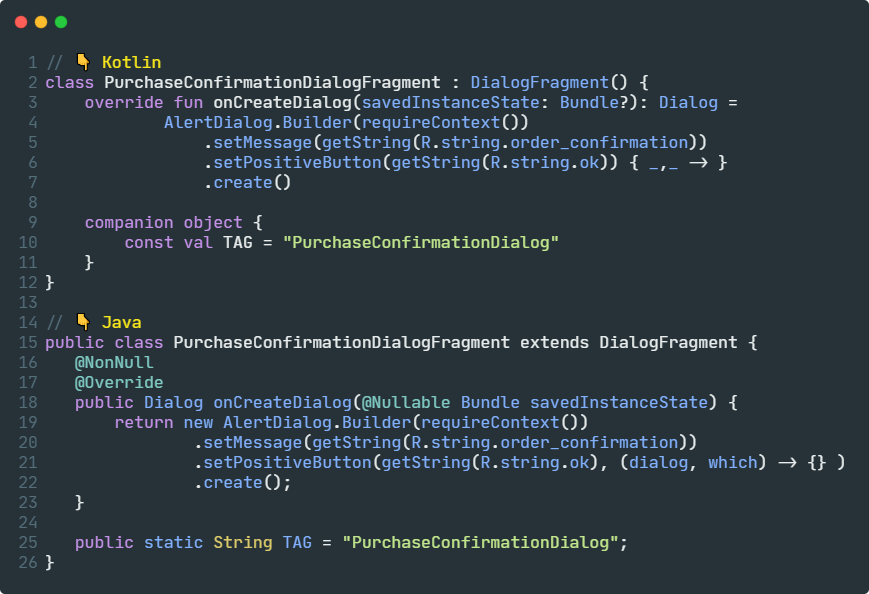 1 // 👇 Kotlin
2 class PurchaseConfirmationDialogFragment : DialogFragment() {
3     override fun onCreateDialog(savedInstanceState: Bundle?): Dialog =
4             AlertDialog.Builder(requireContext())
5                 .setMessage(getString(R.string.order_confirmation))
6                 .setPositiveButton(getString(R.string.ok)) { _,_ -> }
7                 .create()
8
9     companion object {
10         const val TAG = "PurchaseConfirmationDialog"
11     }
12 }
13
14 // 👇 Java
15 public class PurchaseConfirmationDialogFragment extends DialogFragment {
16    @NonNull
17    @Override
18    public Dialog onCreateDialog(@Nullable Bundle savedInstanceState) {
19        return new AlertDialog.Builder(requireContext())
20                .setMessage(getString(R.string.order_confirmation))
21                .setPositiveButton(getString(R.string.ok), (dialog, which) -> {} )
22                .create();
23    }
24
25    public static String TAG = "PurchaseConfirmationDialog";
26 }